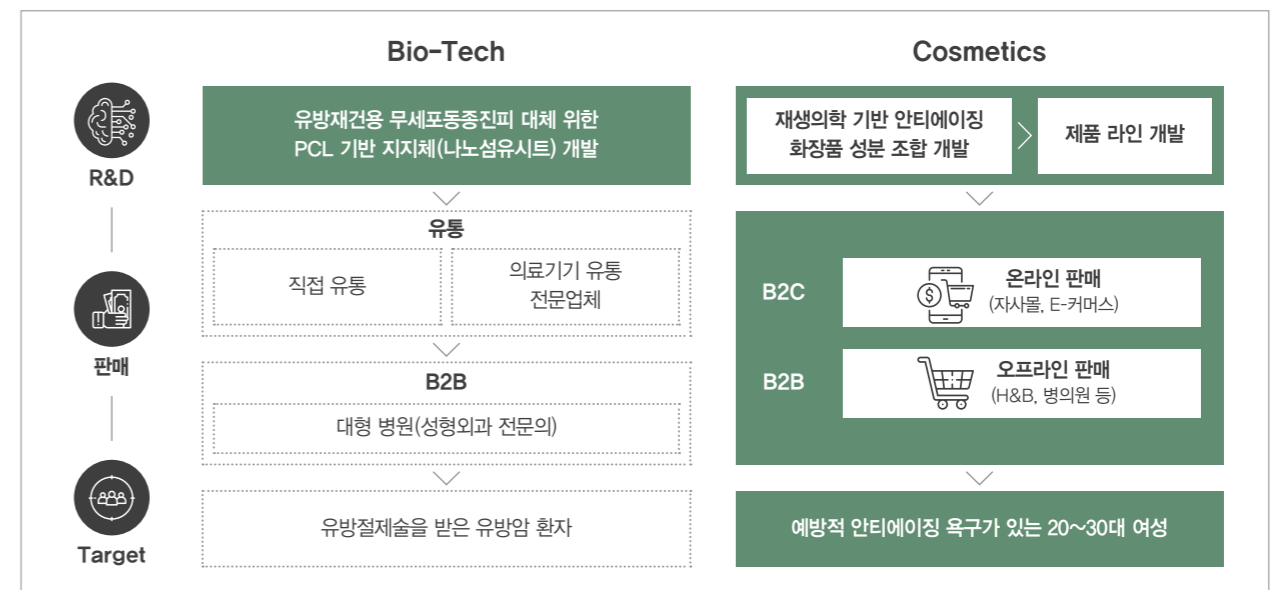 Bio-Tech
Cosmetics
R&D
유방재건용 무세포동종진피 대체 위한
PCL 기반 지지체(나노섬유시트) 개발
재생의학 기반 안티에이징
화장품 성분 조합 개발
제품 라인 개발
판매
유통
직접 유통
의료기기 유통
전문업체
B2B
대형 병원(성형외과 전문의)
B2C
온라인 판매
(자사몰, E-커머스)
B2B
오프라인 판매
(H&B, 병의원 등)
Target
유방절제술을 받은 유방암 환자
예방적 안티에이징 욕구가 있는 20~30대 여성